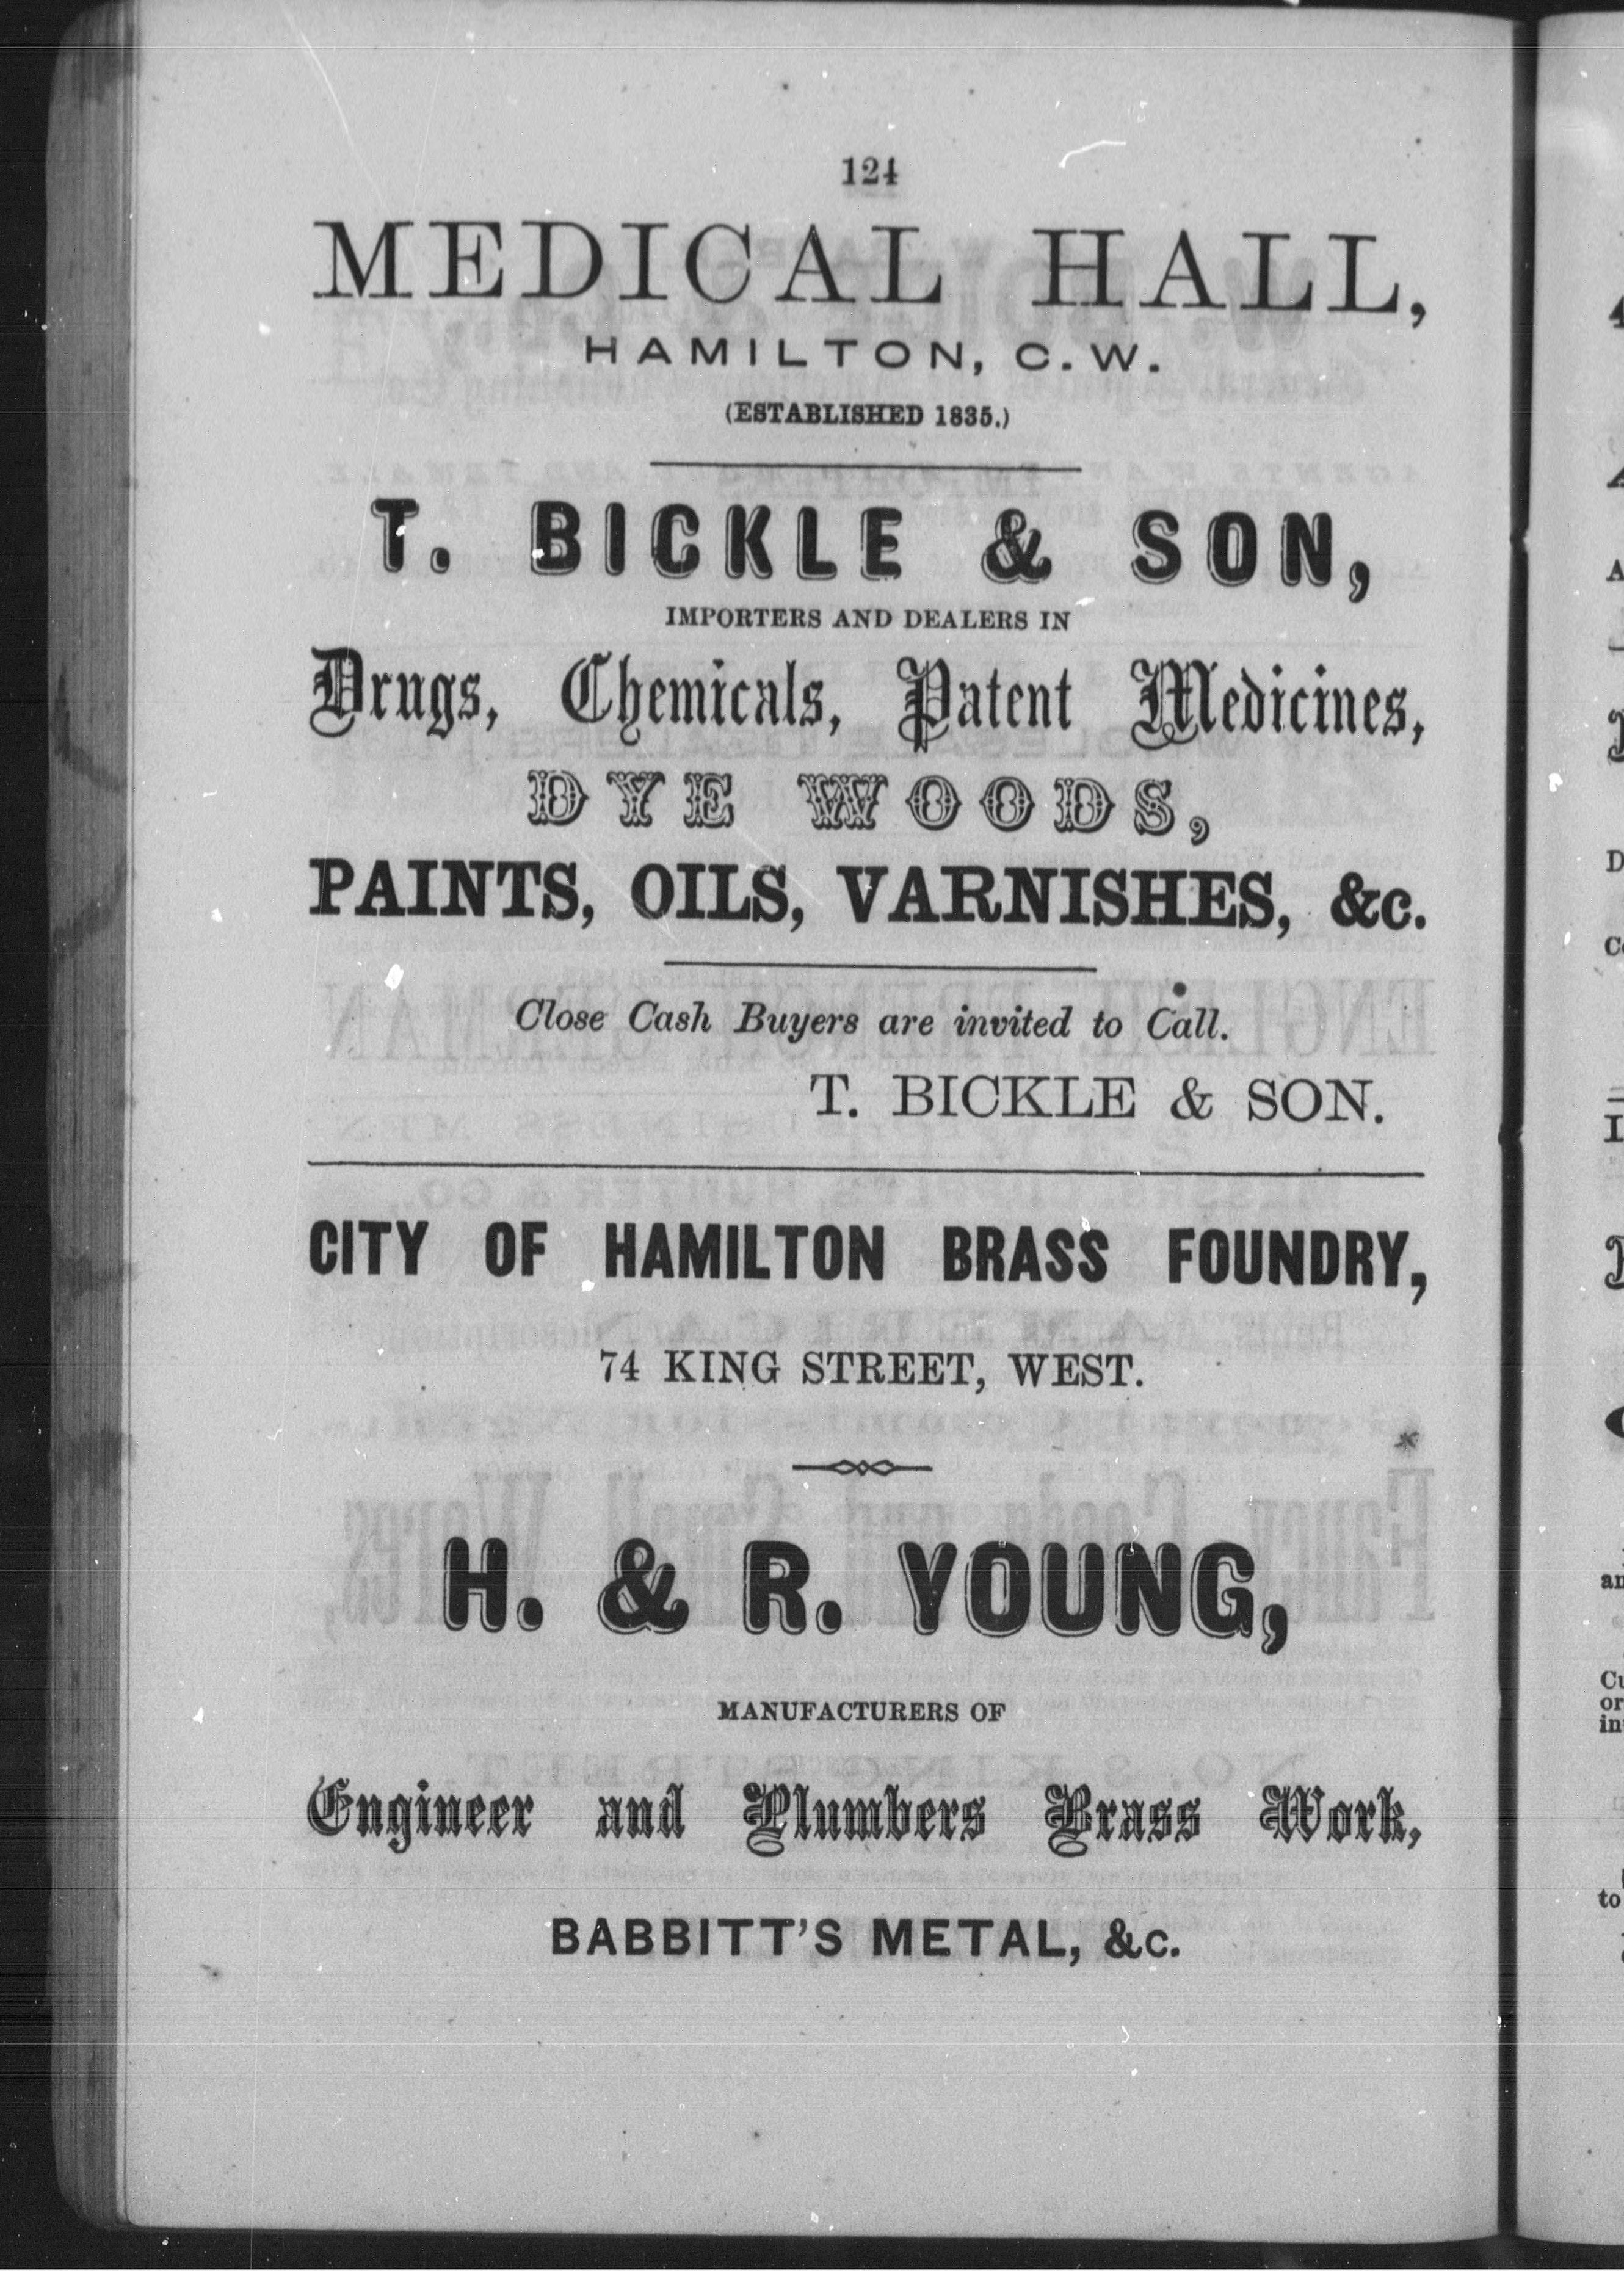 124
MEDICAL HALL,
HAMILTON, C.W.
(ESTABLISHED 1835.)
T. BICKLE & SON,
IMPORTERS AND DEALERS IN
Drugs, Chemicals, Patent Medicines,
DYE WOODS,
PAINTS, OILS, VARNISHES, &c.
Close Cash Buyers are invited to Call.
T. BICKLE & SON.
CITY OF HAMILTON BRASS FOUNDRY,
74 KING STREET, WEST.
H. & R. YOUNG,
MANUFACTURERS OF
Engineer and Plumbers Brass Work,
BABBITT'S METAL, &c.